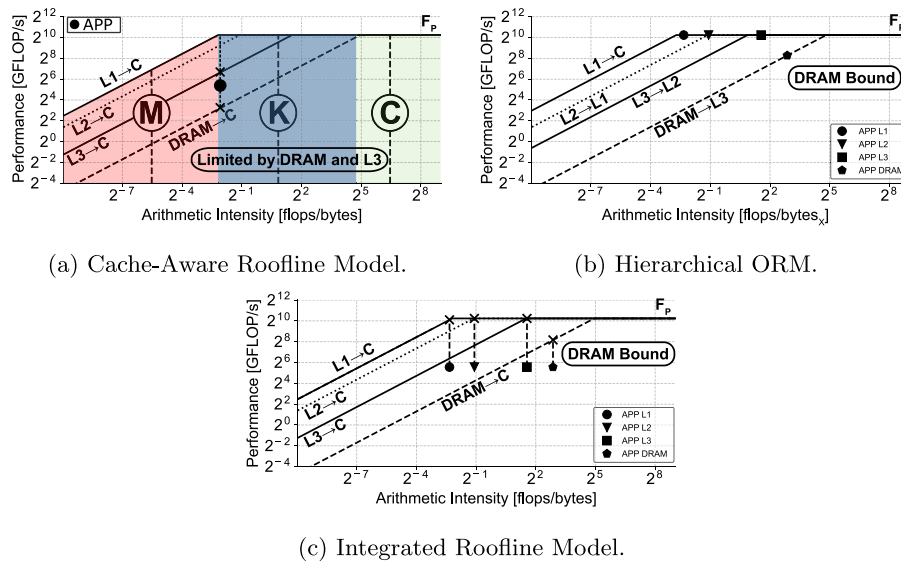 Performance [GFLOP/s]
2^12
2^10
2^8
2^6
2^4
2^2
2^0
2^-2
2^-4
APP
F_P
L1→C
L2→C
L3→C
DRAM→C
M
K
C
Limited by DRAM and L3
2^-7 2^-4 2^-1 2^2 2^5 2^8
Arithmetic Intensity [flops/bytes]
(a) Cache-Aware Roofline Model.
Performance [GFLOP/s]
2^12
2^10
2^8
2^6
2^4
2^2
2^0
2^-2
2^-4
L1→C
L2→L1
L3→L2
DRAM→L3
DRAM Bound
APP L1
APP L2
APP L3
APP DRAM
2^-7 2^-4 2^-1 2^2 2^5 2^8
Arithmetic Intensity [flops/bytes_X]
(b) Hierarchical ORM.
Performance [GFLOP/s]
2^12
2^10
2^8
2^6
2^4
2^2
2^0
2^-2
2^-4
F_P
L1→C
L2→C
L3→C
DRAM→C
DRAM Bound
APP L1
APP L2
APP L3
APP DRAM
2^-7 2^-4 2^-1 2^2 2^5 2^8
Arithmetic Intensity [flops/bytes]
(c) Integrated Roofline Model.